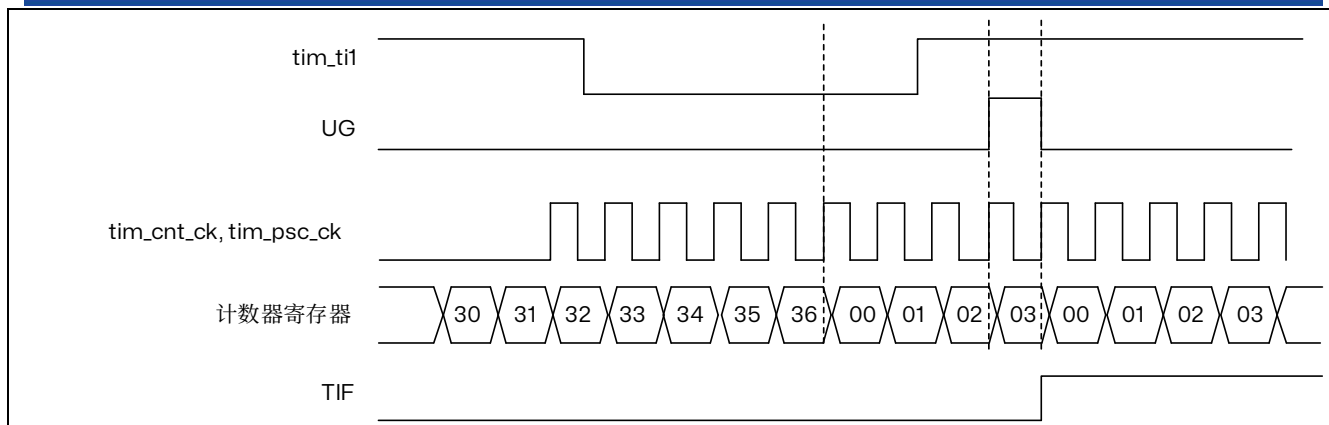 tim_ti1
UG
tim_cnt_ck, tim_psc_ck
计数器寄存器 30 31 32 33 34 35 36 00 01 02 03 00 01 02 03
TIF